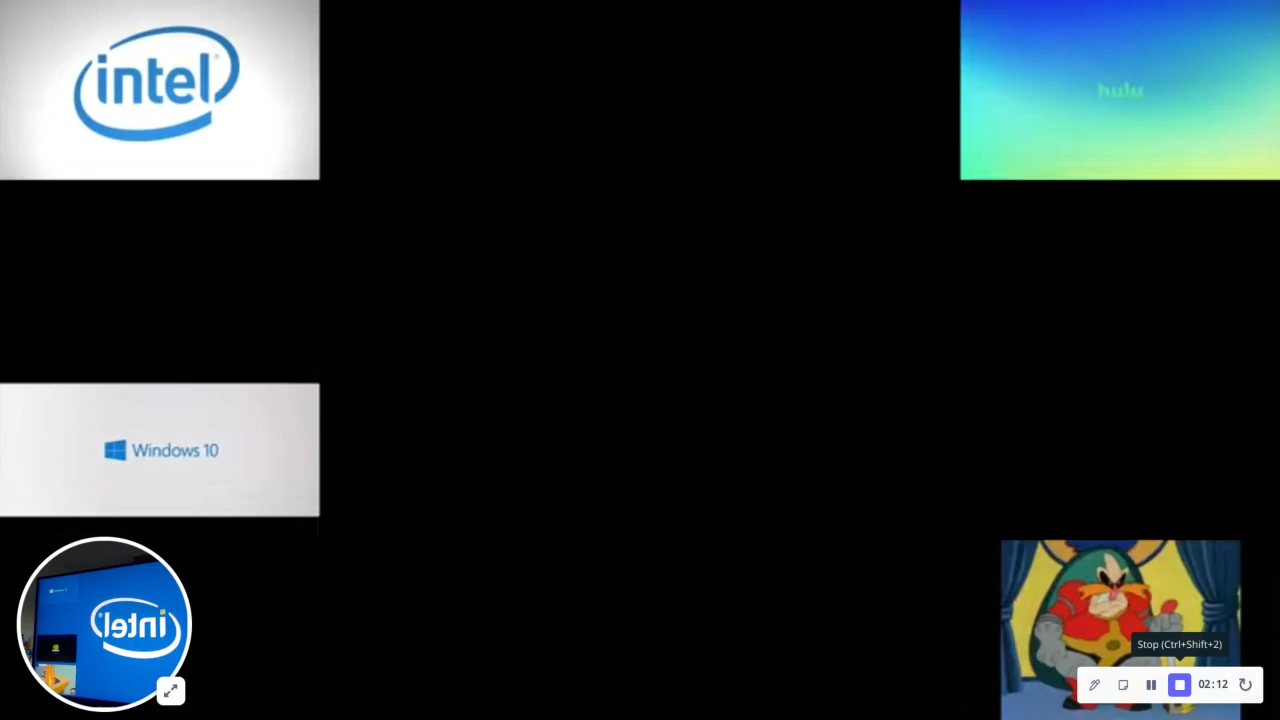 intel
hulu
Windows 10
intel
Stop (Ctrl+Shift+2)
02:12